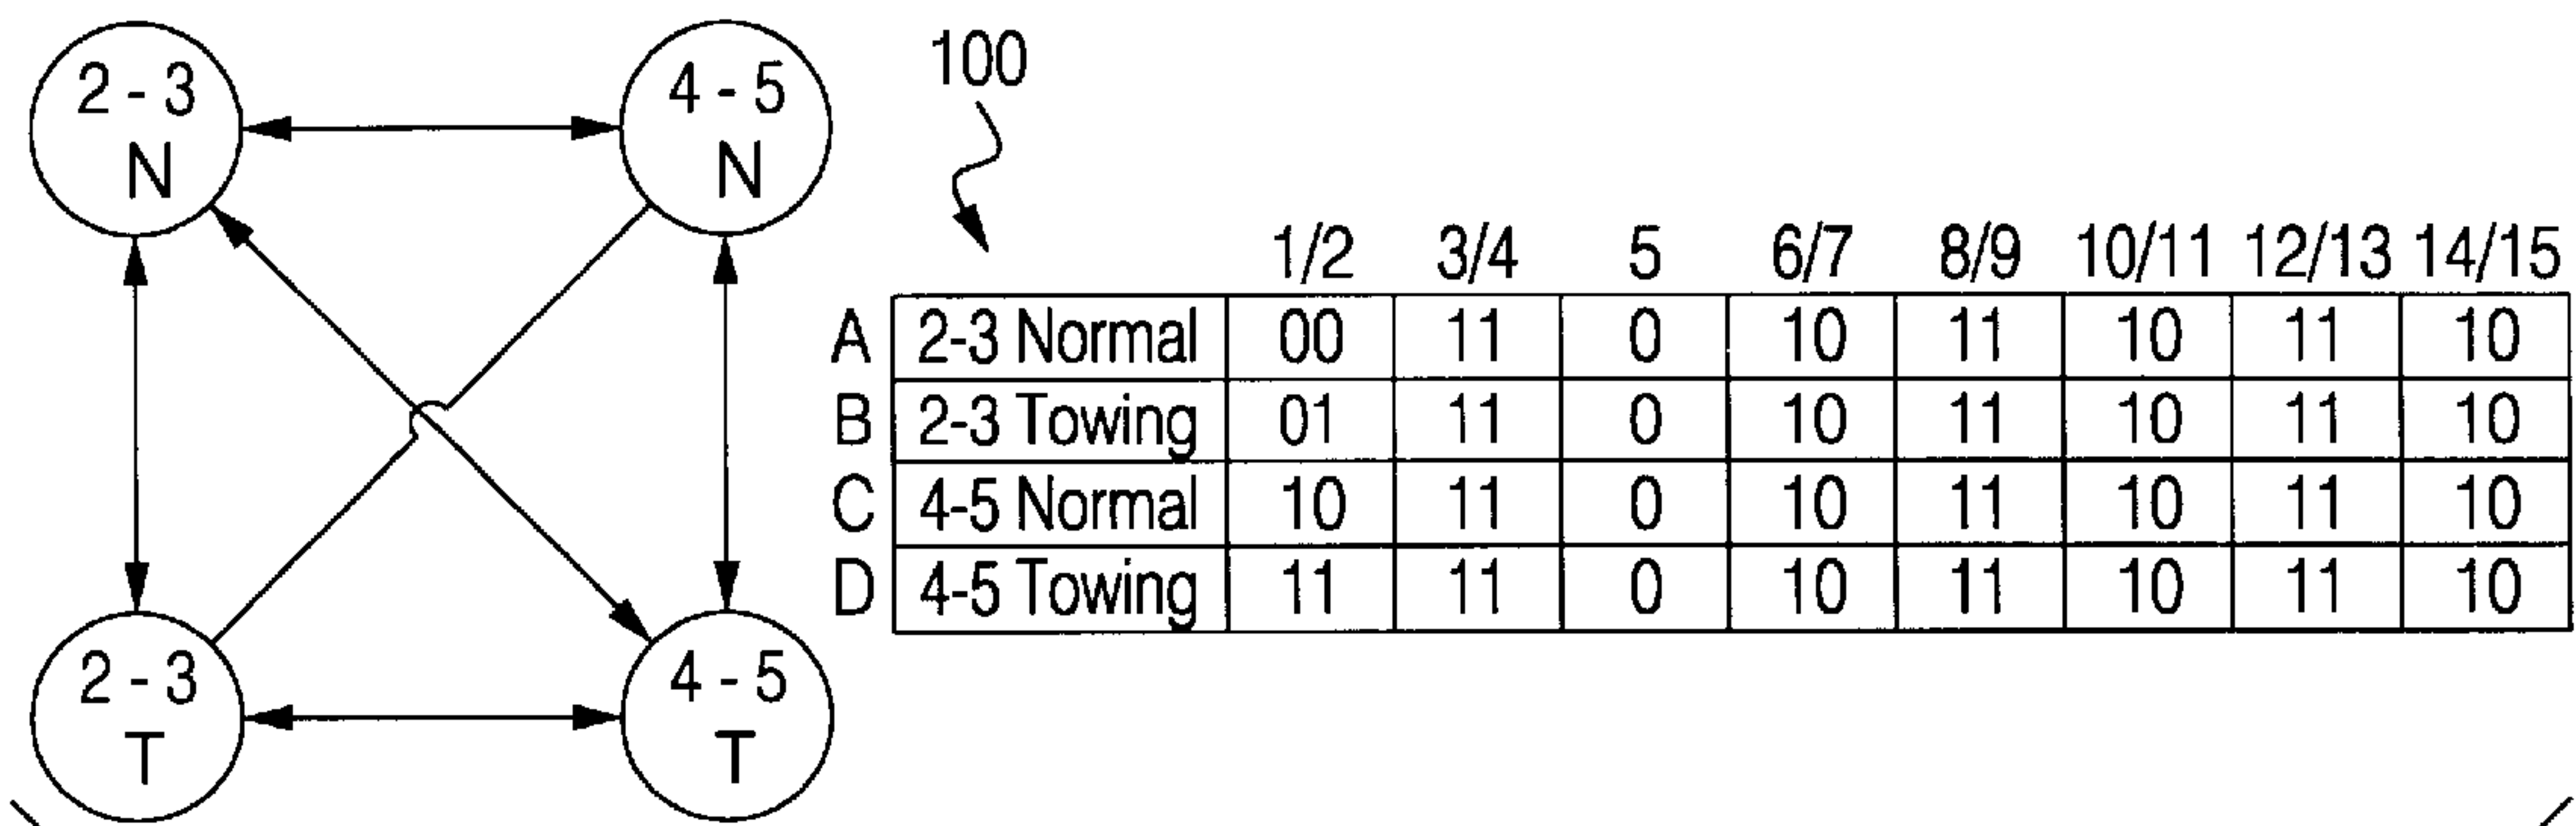 2 - 3
N
4 - 5
N
2 - 3
T
4 - 5
T
100
1/2 3/4 5 6/7 8/9 10/11 12/13 14/15
A 2-3 Normal 00 11 0 10 11 10 11 10
B 2-3 Towing 01 11 0 10 11 10 11 10
C 4-5 Normal 10 11 0 10 11 10 11 10
D 4-5 Towing 11 11 0 10 11 10 11 10